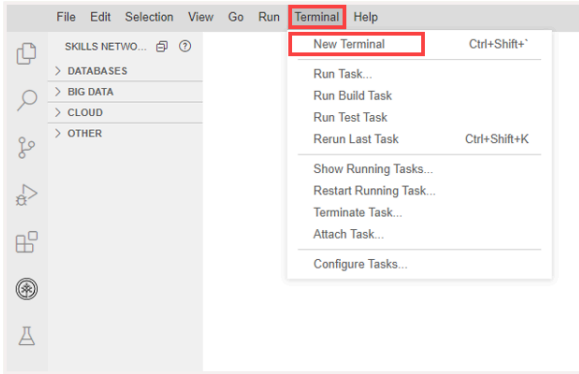 File Edit Selection View Go Run Terminal Help
SKILLS NETWO...
New Terminal Ctrl+Shift+`
DATABASES
Run Task...
BIG DATA
Run Build Task
CLOUD
Run Test Task
OTHER
Rerun Last Task Ctrl+Shift+K
Show Running Tasks...
Restart Running Task...
Terminate Task...
Attach Task...
Configure Tasks...